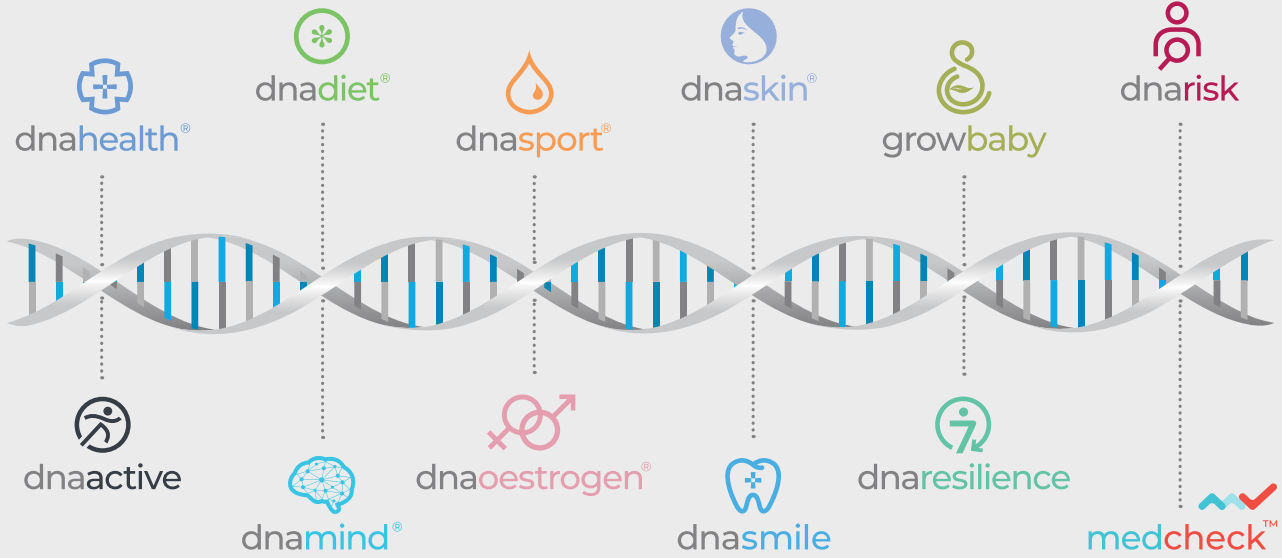 dnahealth®
dnadiet®
dnasport®
dnaskin®
growbaby
dnarisk
dnaactive
dnamind®
dnaoestrogen®
dnasmile
dnaresilience
medcheck™